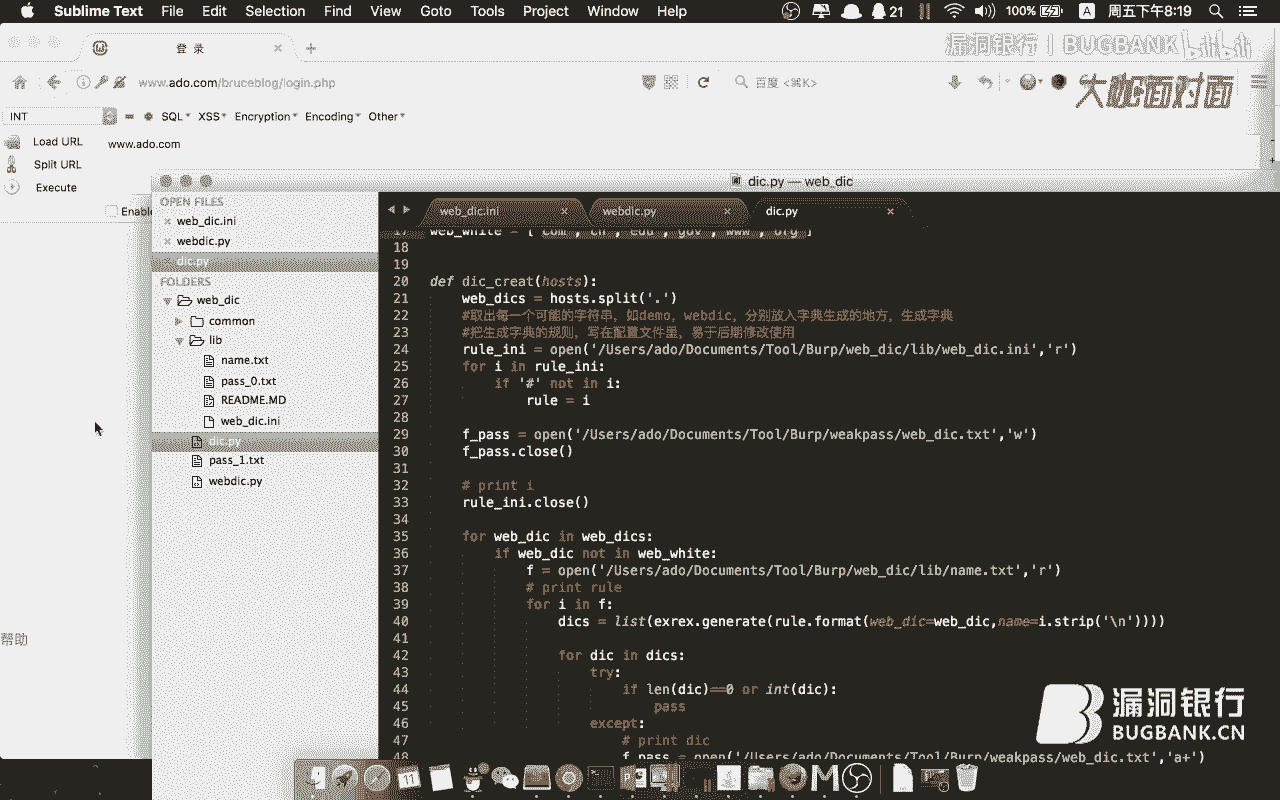 Sublime Text File Edit Selection Find View Goto Tools Project Window Help 21 100% A 周五下午8:19
登 录
漏洞银行 | BUGBANK bilibili
www.ado.com/bruceblog/login.php
百度 <⌘K>
大咖面对面
INT SQL XSS Encryption Encoding Other
Load URL
www.ado.com
Split URL
Execute
dic.py — web_dic
Enable
OPEN FILES
web_dic.ini
webdic.py
dic.py
FOLDERS
web_dic
common
lib
name.txt
pass_0.txt
README.MD
web_dic.ini
dic.py
pass_1.txt
webdic.py
帮助
web_dic.ini webdic.py dic.py
17 web_white = ['com','cn','edu','gov','www','org']
18
19
20 def dic_creat(hosts):
21 web_dics = hosts.split('.')
22 #取出每一个可能的字符串，如demo，webdic，分别放入字典生成的地方，生成字典
23 #把生成字典的规则，写在配置文件里，易于后期修改使用
24 rule_ini = open('/Users/ado/Documents/Tool/Burp/web_dic/lib/web_dic.ini','r')
25 for i in rule_ini:
26 if '#' not in i:
27 rule = i
28
29 f_pass = open('/Users/ado/Documents/Tool/Burp/weakpass/web_dic.txt','w')
30 f_pass.close()
31
32 # print i
33 rule_ini.close()
34
35 for web_dic in web_dics:
36 if web_dic not in web_white:
37 f = open('/Users/ado/Documents/Tool/Burp/web_dic/lib/name.txt','r')
38 # print rule
39 for i in f:
40 dics = list(exrex.generate(rule.format(web_dic=web_dic,name=i.strip('\n'))))
41
42 for dic in dics:
43 try:
44 if len(dic)==0 or int(dic):
45 pass
46 except:
47 # print dic
48 f_pass = open('/Users/ado/Documents/Tool/Burp/weakpass/web_dic.txt','a+')
漏洞银行
BUGBANK.CN
11